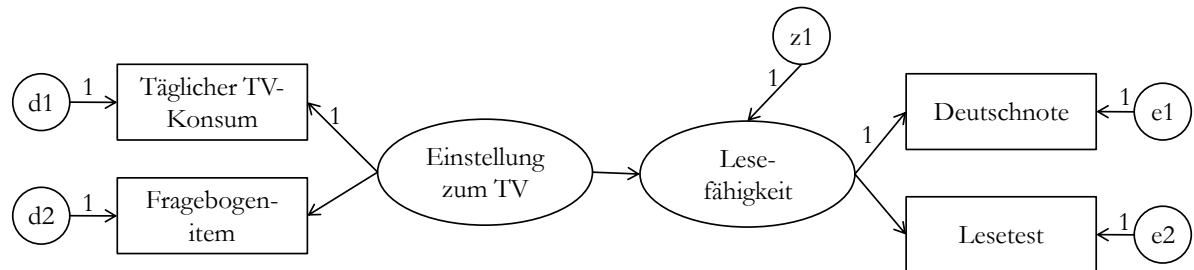 z1
1
d1
1
Täglicher TV-
Konsum
1
Einstellung
zum TV
Lese-
fähigkeit
1
Deutschnote
1
e1
d2
1
Fragebogen-
item
Lesetest
1
e2